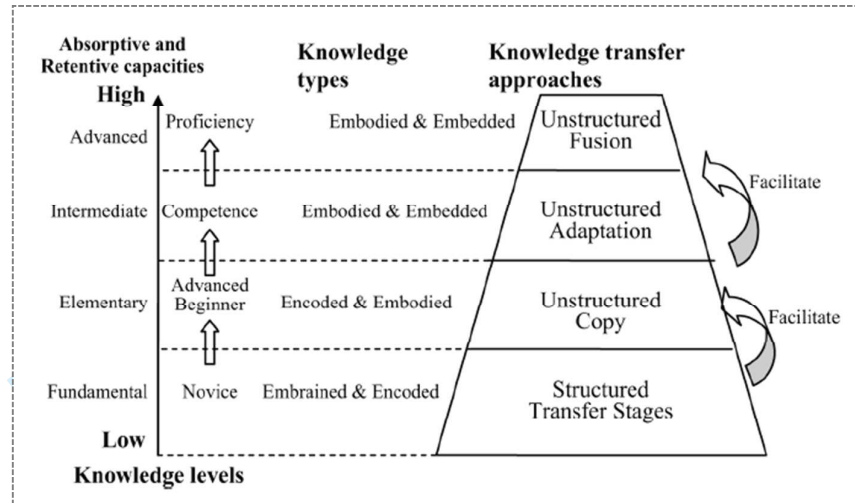 Absorptive and
Retentive capacities
Knowledge
types
Knowledge transfer
approaches
High
Advanced
Proficiency
Embodied & Embedded
Unstructured
Fusion
Facilitate
Intermediate
Competence
Embodied & Embedded
Unstructured
Adaptation
Elementary
Advanced
Beginner
Encoded & Embodied
Unstructured
Copy
Facilitate
Fundamental
Novice
Embrained & Encoded
Structured
Transfer Stages
Low
Knowledge levels